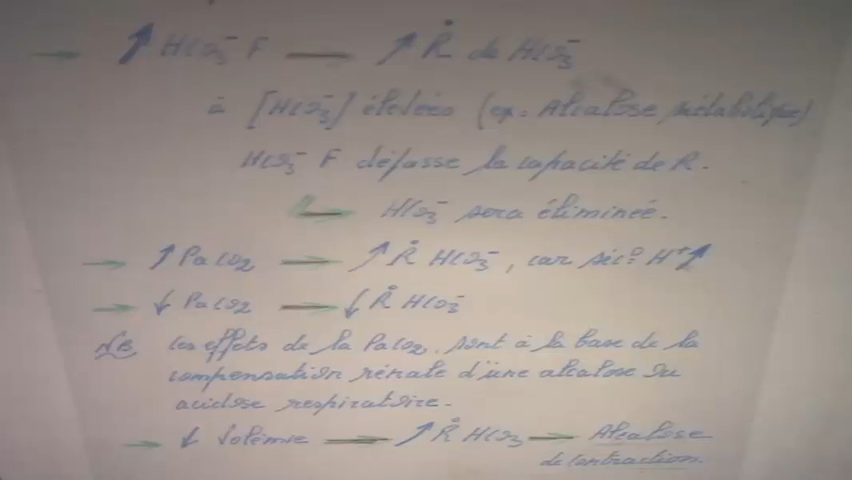 → ↑ HCO3⁻ F → ↑ R° de HCO3⁻
à [HCO3⁻] élevées (ex. Alcalose métabolique)
HCO3⁻ F dépasse la capacité de R.
→ HCO3⁻ sera éliminée.
→ ↑ PaCO2 → ↑ R° HCO3⁻, car séc° H⁺ ↑
→ ↓ PaCO2 → ↓ R° HCO3⁻
NB les effets de la PaCO2, sont à la base de la
compensation rénale d'une alcalose ou
acidose respiratoire.
→ ↓ Volémie → ↑ R° HCO3 → Alcalose
de contraction.